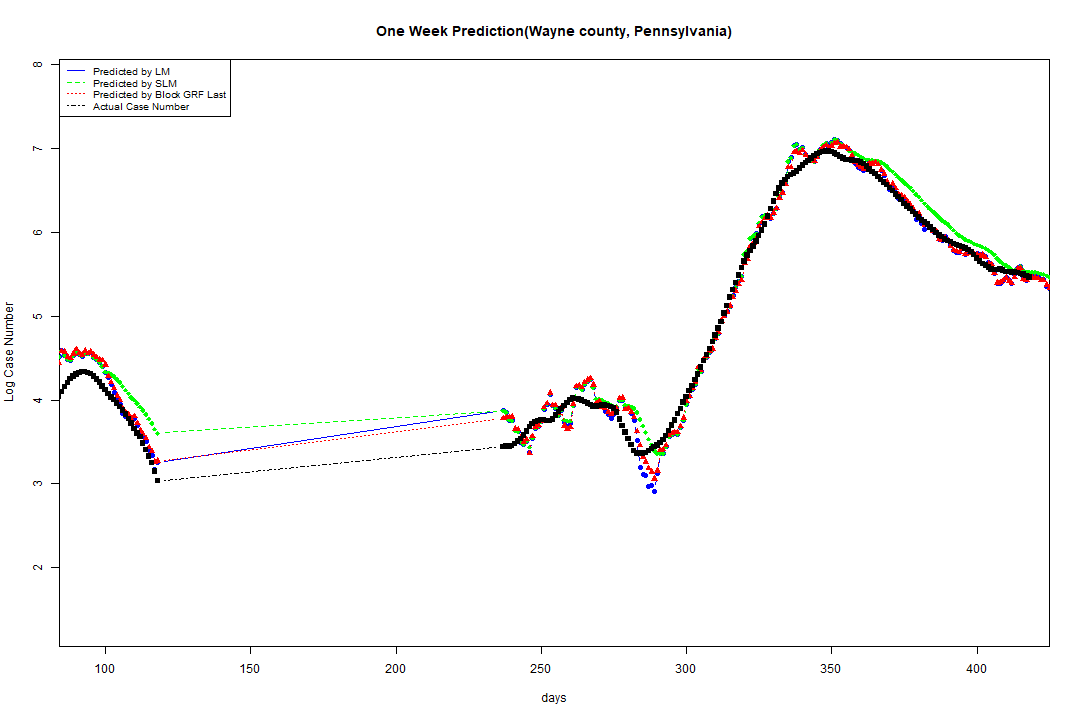 One Week Prediction(Wayne county, Pennsylvania)
Predicted by LM
Predicted by SLM
Predicted by Block GRF Last
Actual Case Number
8
7
6
5
4
3
2
Log Case Number
100 150 200 250 300 350 400
days